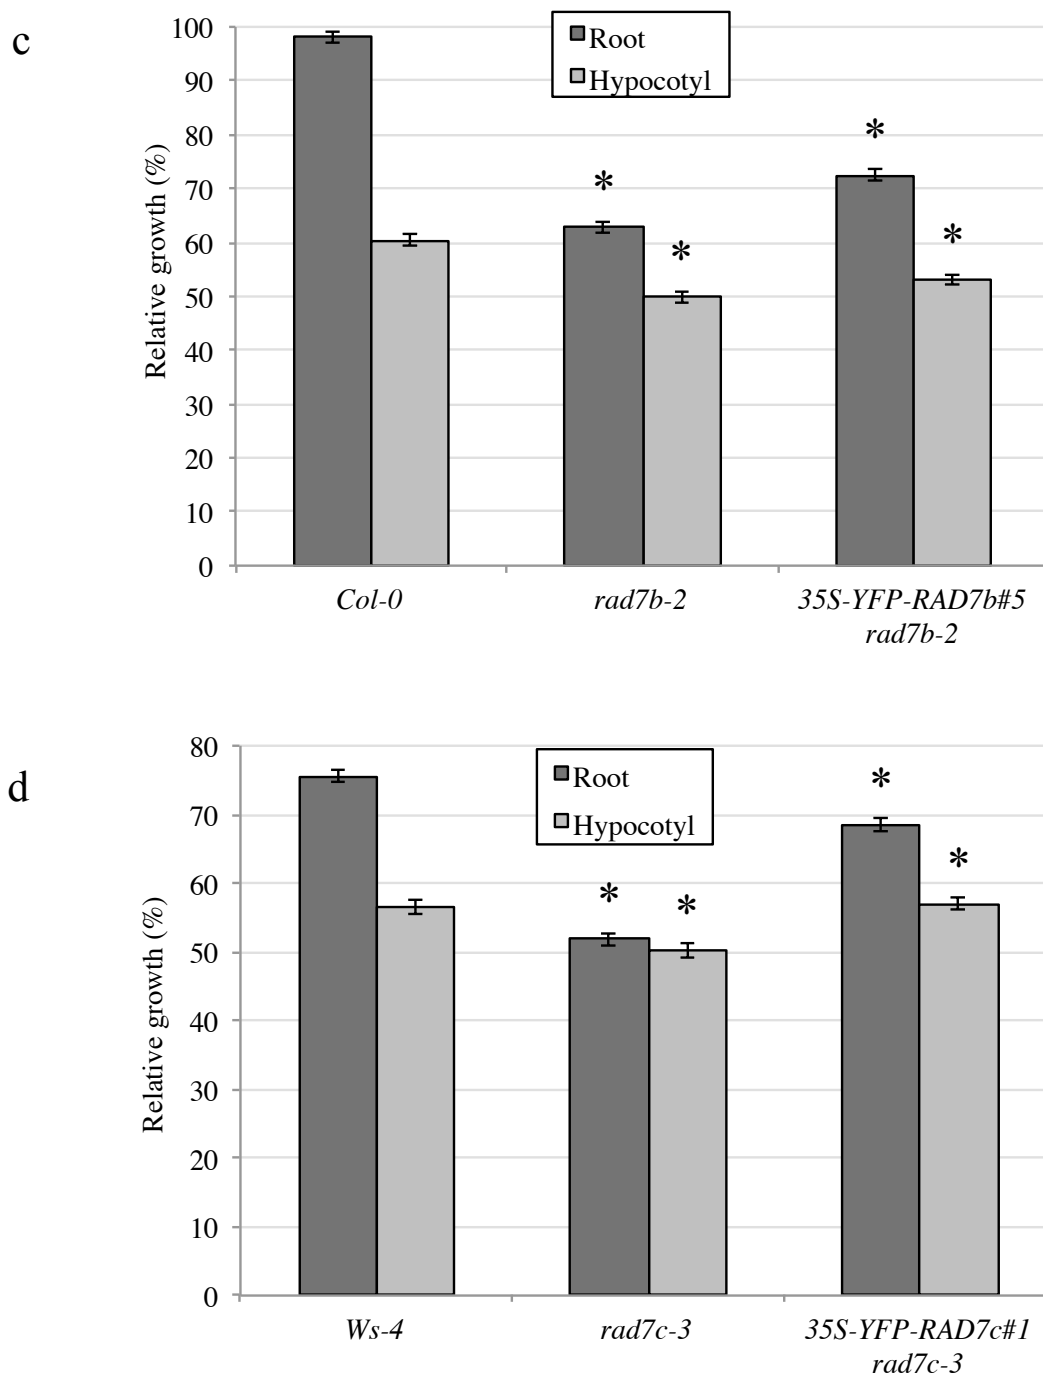 c
Relative growth (%)
100
90
80
70
60
50
40
30
20
10
0
Root
Hypocotyl
*
*
*
*
Col-0
rad7b-2
35S-YFP-RAD7b#5
rad7b-2
d
Relative growth (%)
80
70
60
50
40
30
20
10
0
Root
Hypocotyl
*
*
*
*
Ws-4
rad7c-3
35S-YFP-RAD7c#1
rad7c-3